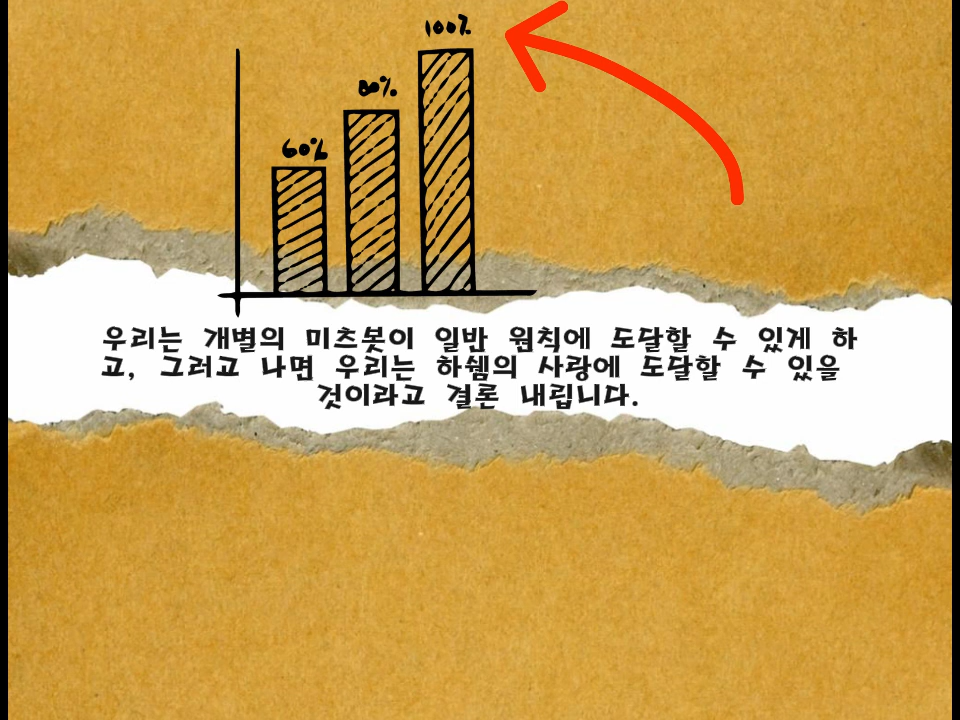 100%
80%
60%
우리는 개별의 미츠봇이 일반 원칙에 도달할 수 있게 하
고, 그러고 나면 우리는 하쉠의 사랑에 도달할 수 있을
것이라고 결론 내립니다.